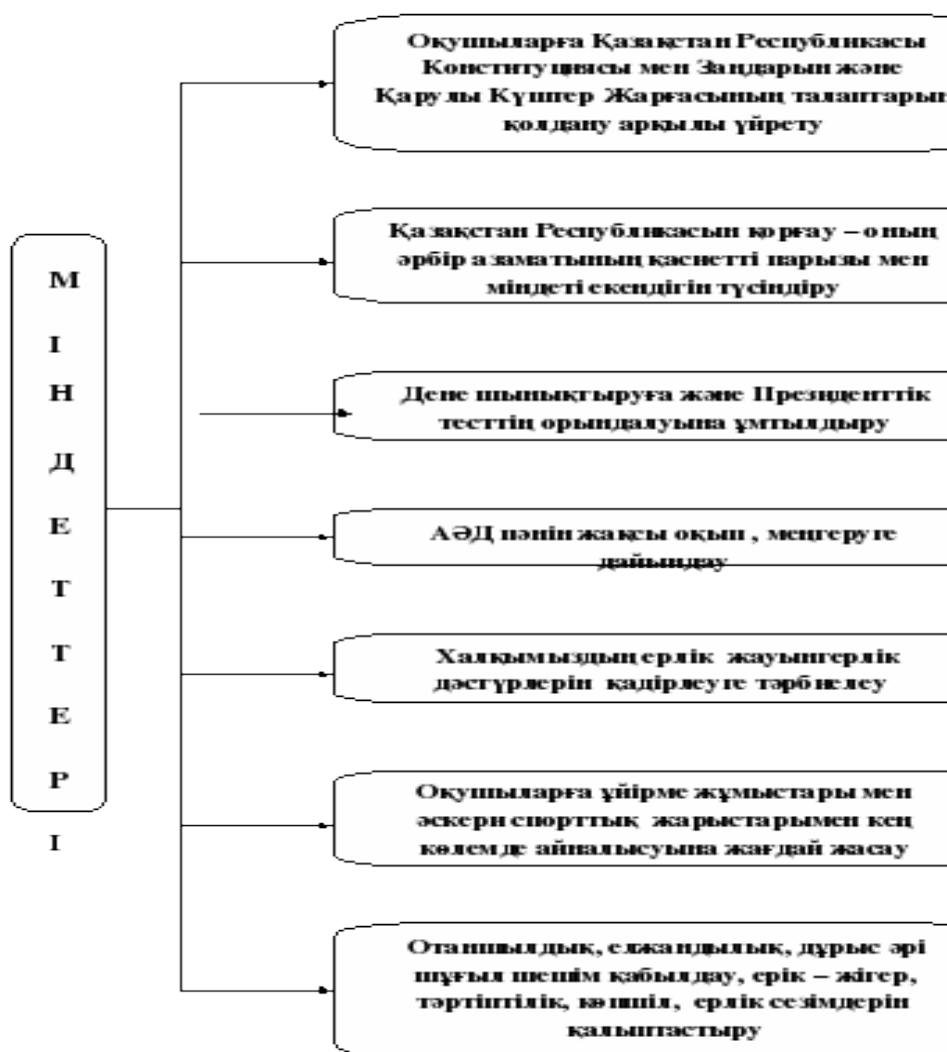 МІНДЕТТЕРІ
Оқушыларға Қазақстан Республикасы
Конституциясы мен Заңдарын және
Қарулы Күштер Жарғасының талаптарын
қолдану арқылы үйрету
Қазақстан Республикасын қорғау – оның
әрбір азаматының қасиетті парызы мен
міндеті екендігін түсіндіру
Дене шынықтыруға және Президенттік
тесттің орындалуына ұмтылдыру
АӘД пәнін жақсы оқып , меңгеруге
дайындау
Халқымыздың ерлік жауынгерлік
дәстүрлерін қадірлеуге тәрбиелеу
Оқушыларға үйірме жұмыстары мен
әскери спорттық жарыстарымен кең
көлемде айналысуына жағдай жасау
Отаншылдық, елжандылық, дұрыс әрі
шұғыл шешім қабылдау, ерік – жігер,
тәртіптілік, көпшіл, ерлік сезімдерін
қалыптастыру